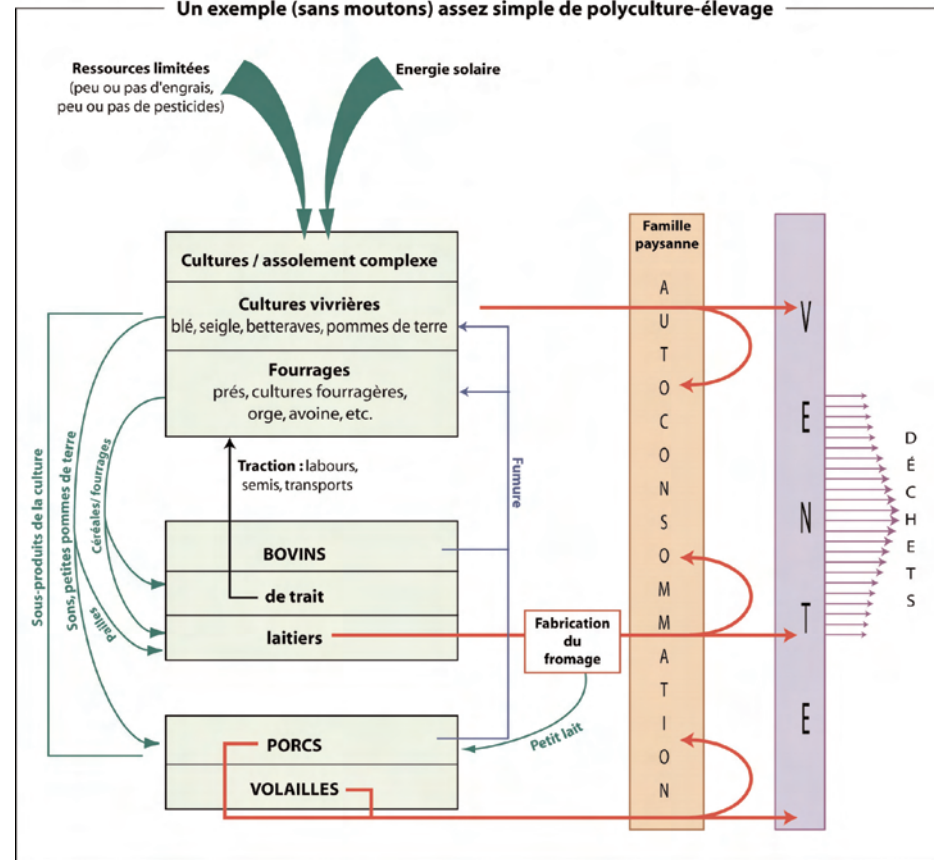 Un exemple (sans moutons) assez simple de polyculture-élevage
Ressources limitées
(peu ou pas d'engrais,
peu ou pas de pesticides)
Energie solaire
Cultures / assolement complexe
Cultures vivrières
blé, seigle, betteraves, pommes de terre
Fourrages
prés, cultures fourragères,
orge, avoine, etc.
Traction : labours,
semis, transports
BOVINS
de trait
laitiers
PORCS
VOLAILLES
Sous-produits de la culture
Sons, petites pommes de terre
Céréales/ fourrages
Pailles
Fumure
Fabrication
du
fromage
Petit lait
Famille
paysanne
AUTOCONSOMMATION
VENTE
DÉCHETS